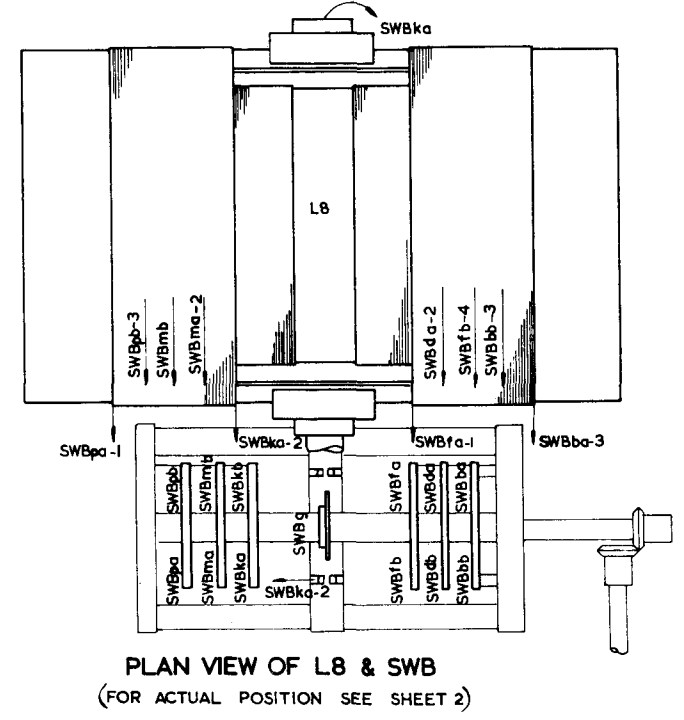 SWBka
L8
SWBpb-3
SWBmb
SWBma-2
SWBda-2
SWBfb-4
SWBbb-3
SWBpa-1
SWBka-2
SWBfa-1
SWBba-3
SWBpb
SWBmb
SWBkb
SWBfa
SWBda
SWBba
SWBg
SWBpa
SWBma
SWBka
SWBka-2
SWBfb
SWBdb
SWBbb
PLAN VIEW OF L8 & SWB
(FOR ACTUAL POSITION SEE SHEET 2)